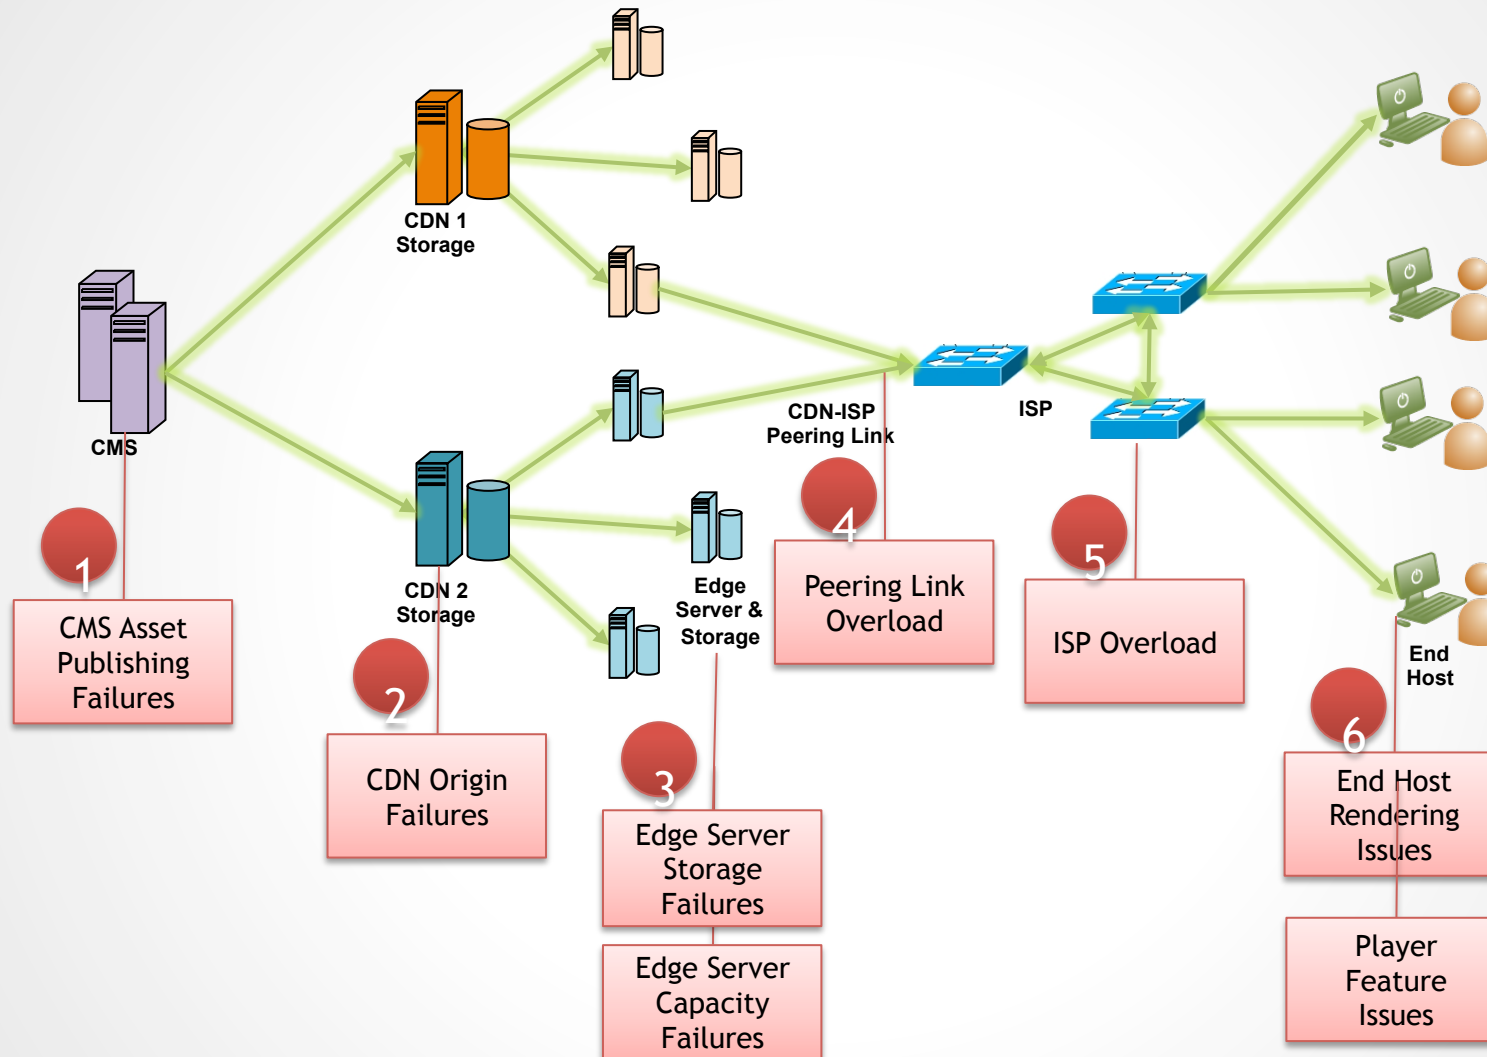 CDN 1
Storage
CMS
CDN-ISP
Peering Link
ISP
CDN 2
Storage
Edge
Server &
Storage
End
Host
1
CMS Asset
Publishing
Failures
2
CDN Origin
Failures
3
Edge Server
Storage
Failures
Edge Server
Capacity
Failures
4
Peering Link
Overload
5
ISP Overload
6
End Host
Rendering
Issues
Player
Feature
Issues